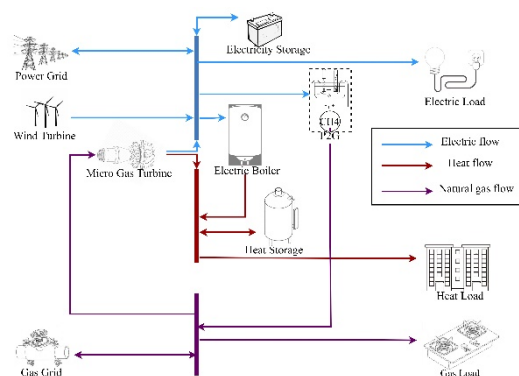 Electricity Storage
Power Grid
Electric Load
Wind Turbine
CH4
P2G
Electric flow
Heat flow
Natural gas flow
Micro Gas Turbine
Electric Boiler
Heat Storage
Heat Load
Gas Grid
Gas Load